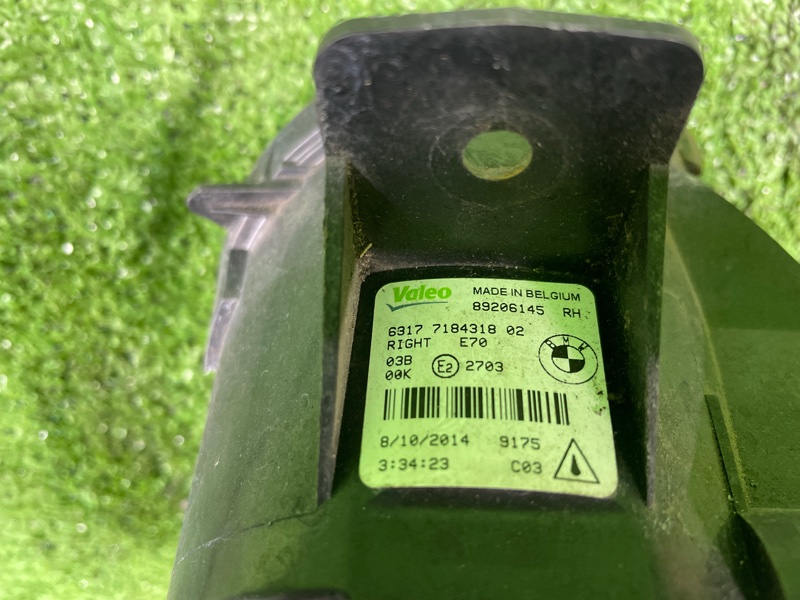 Valeo MADE IN BELGIUM
89206145 RH
6317 7184318 02
RIGHT E70
BMW
03B E2 2703
00K
8/10/2014 9175
3:34:23 C03